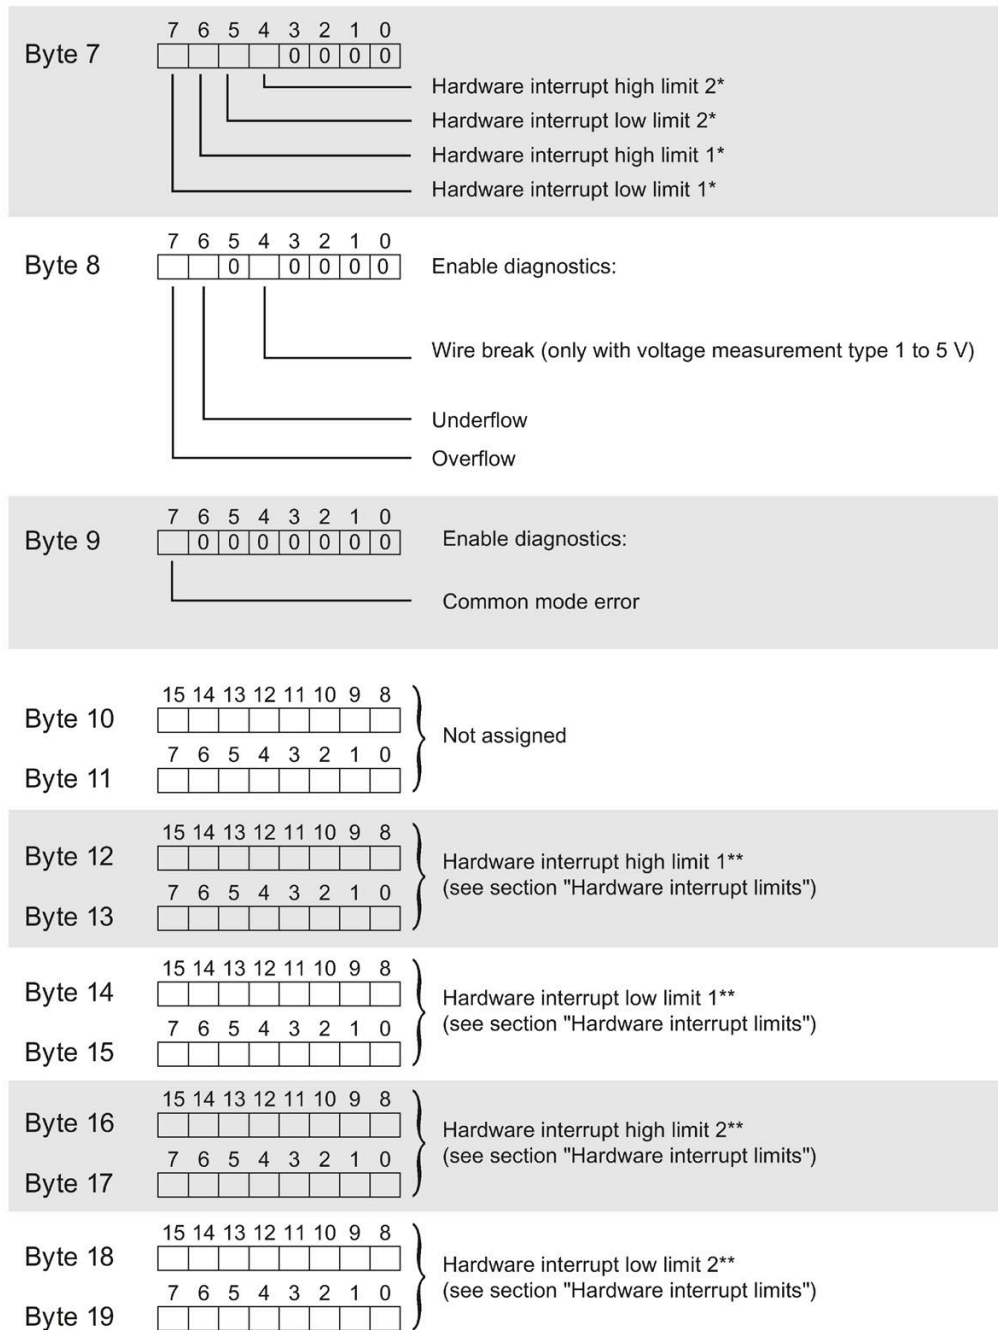 7 6 5 4 3 2 1 0
Byte 7 0 0 0 0
Hardware interrupt high limit 2*
Hardware interrupt low limit 2*
Hardware interrupt high limit 1*
Hardware interrupt low limit 1*
7 6 5 4 3 2 1 0
Byte 8 0 0 0 0 0 Enable diagnostics:
Wire break (only with voltage measurement type 1 to 5 V)
Underflow
Overflow
7 6 5 4 3 2 1 0
Byte 9 0 0 0 0 0 0 0 Enable diagnostics:
Common mode error
15 14 13 12 11 10 9 8
Byte 10
Not assigned
7 6 5 4 3 2 1 0
Byte 11
15 14 13 12 11 10 9 8
Byte 12
Hardware interrupt high limit 1**
(see section "Hardware interrupt limits")
7 6 5 4 3 2 1 0
Byte 13
15 14 13 12 11 10 9 8
Byte 14
Hardware interrupt low limit 1**
(see section "Hardware interrupt limits")
7 6 5 4 3 2 1 0
Byte 15
15 14 13 12 11 10 9 8
Byte 16
Hardware interrupt high limit 2**
(see section "Hardware interrupt limits")
7 6 5 4 3 2 1 0
Byte 17
15 14 13 12 11 10 9 8
Byte 18
Hardware interrupt low limit 2**
(see section "Hardware interrupt limits")
7 6 5 4 3 2 1 0
Byte 19